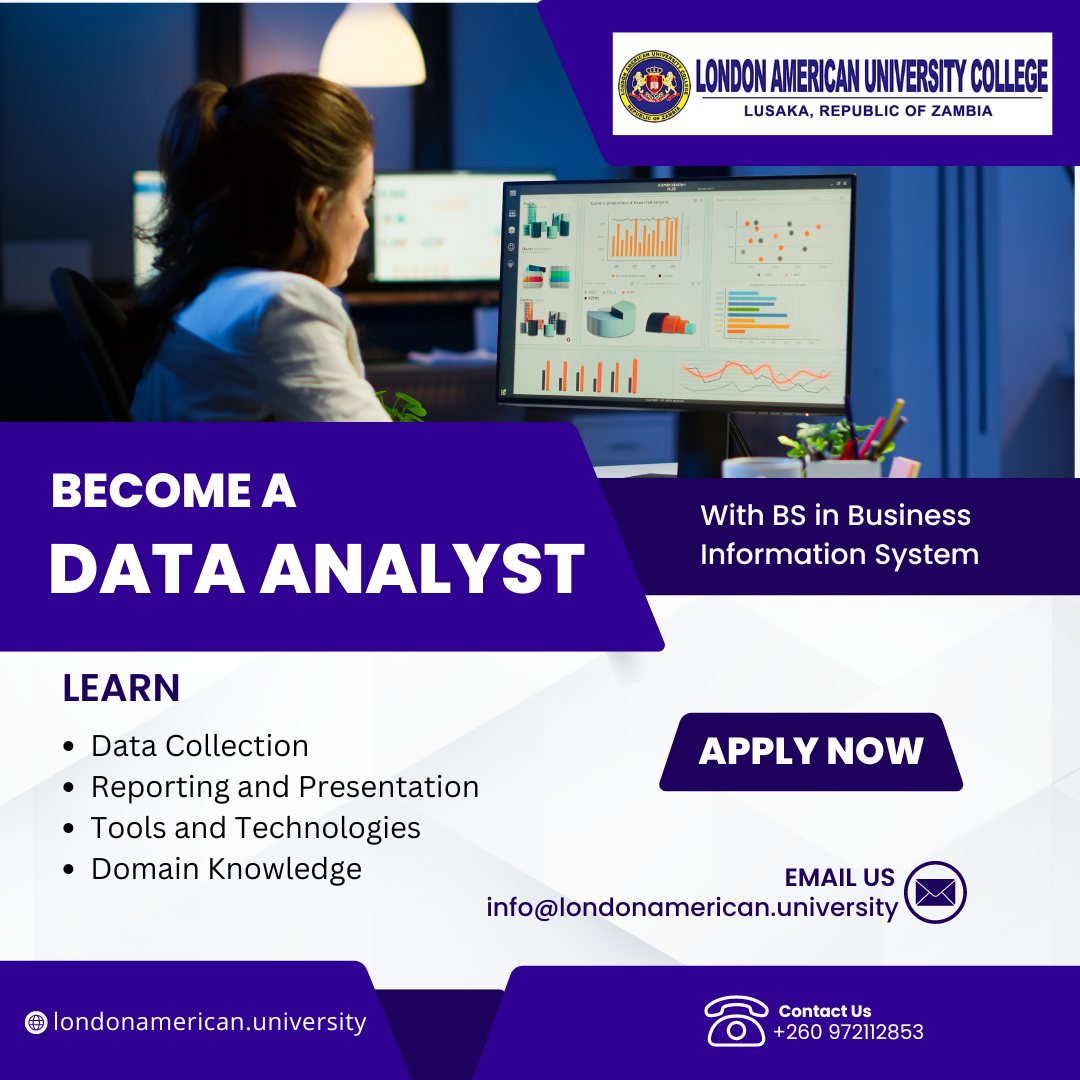 LONDON AMERICAN UNIVERSITY COLLEGE
LUSAKA, REPUBLIC OF ZAMBIA
BECOME A
DATA ANALYST
With BS in Business
Information System
LEARN
• Data Collection
• Reporting and Presentation
• Tools and Technologies
• Domain Knowledge
APPLY NOW
EMAIL US
info@londonamerican.university
londonamerican.university
Contact Us
+260 972112853